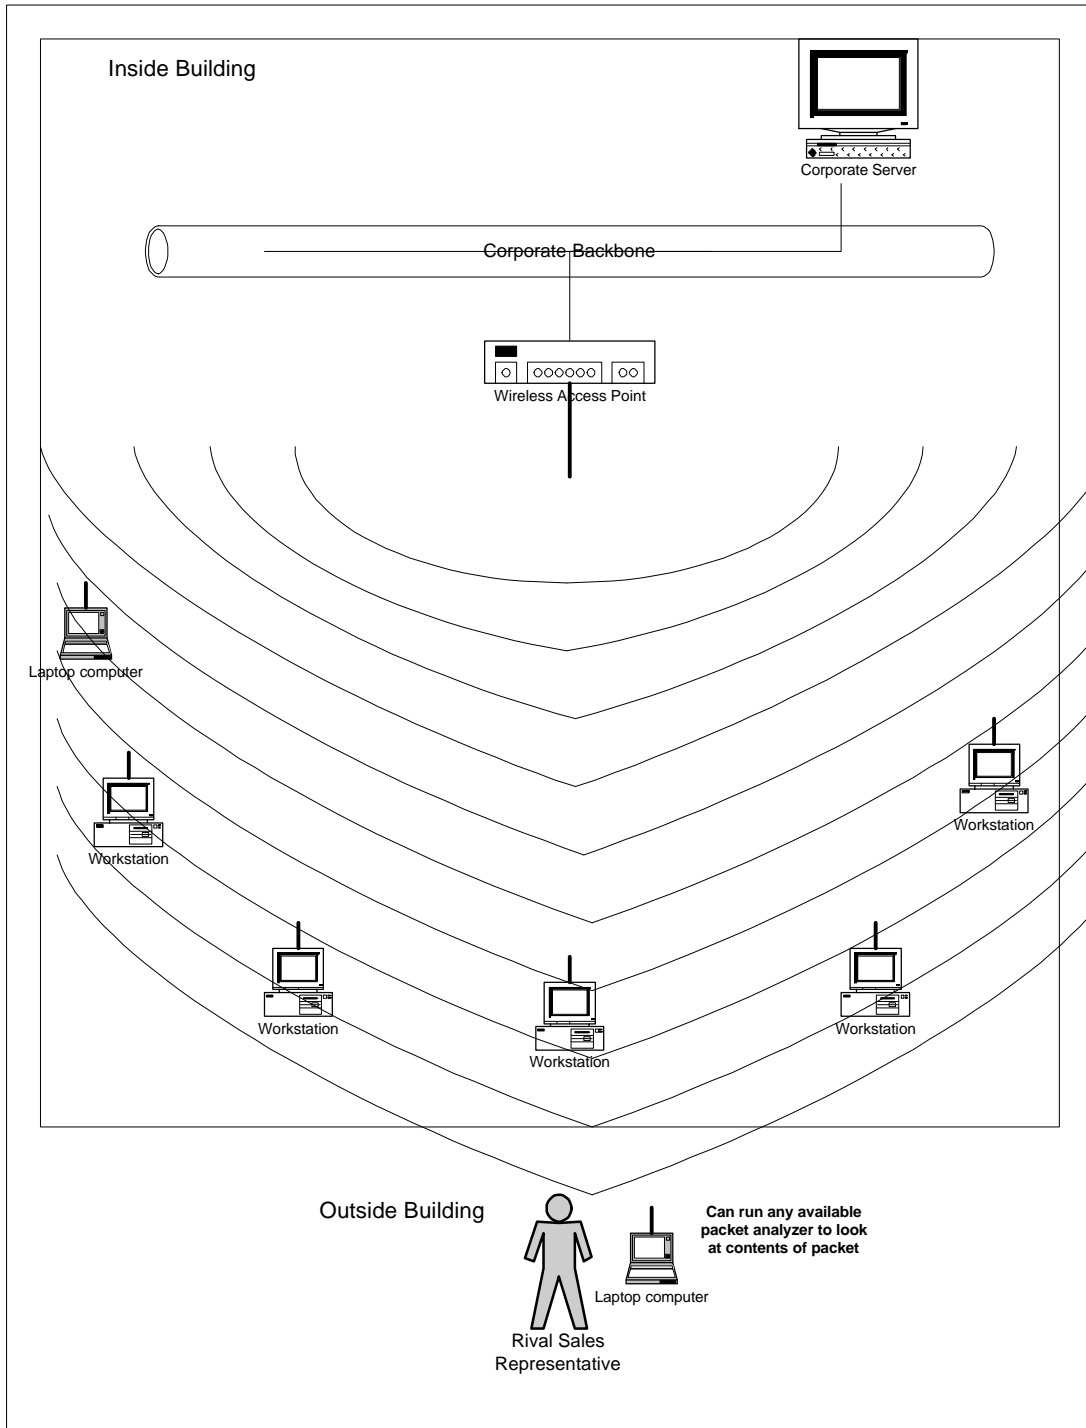 Inside Building
Corporate Server
Corporate Backbone
Wireless Access Point
Laptop computer
Workstation
Workstation
Workstation
Workstation
Workstation
Outside Building
Can run any available
packet analyzer to look
at contents of packet
Laptop computer
Rival Sales
Representative